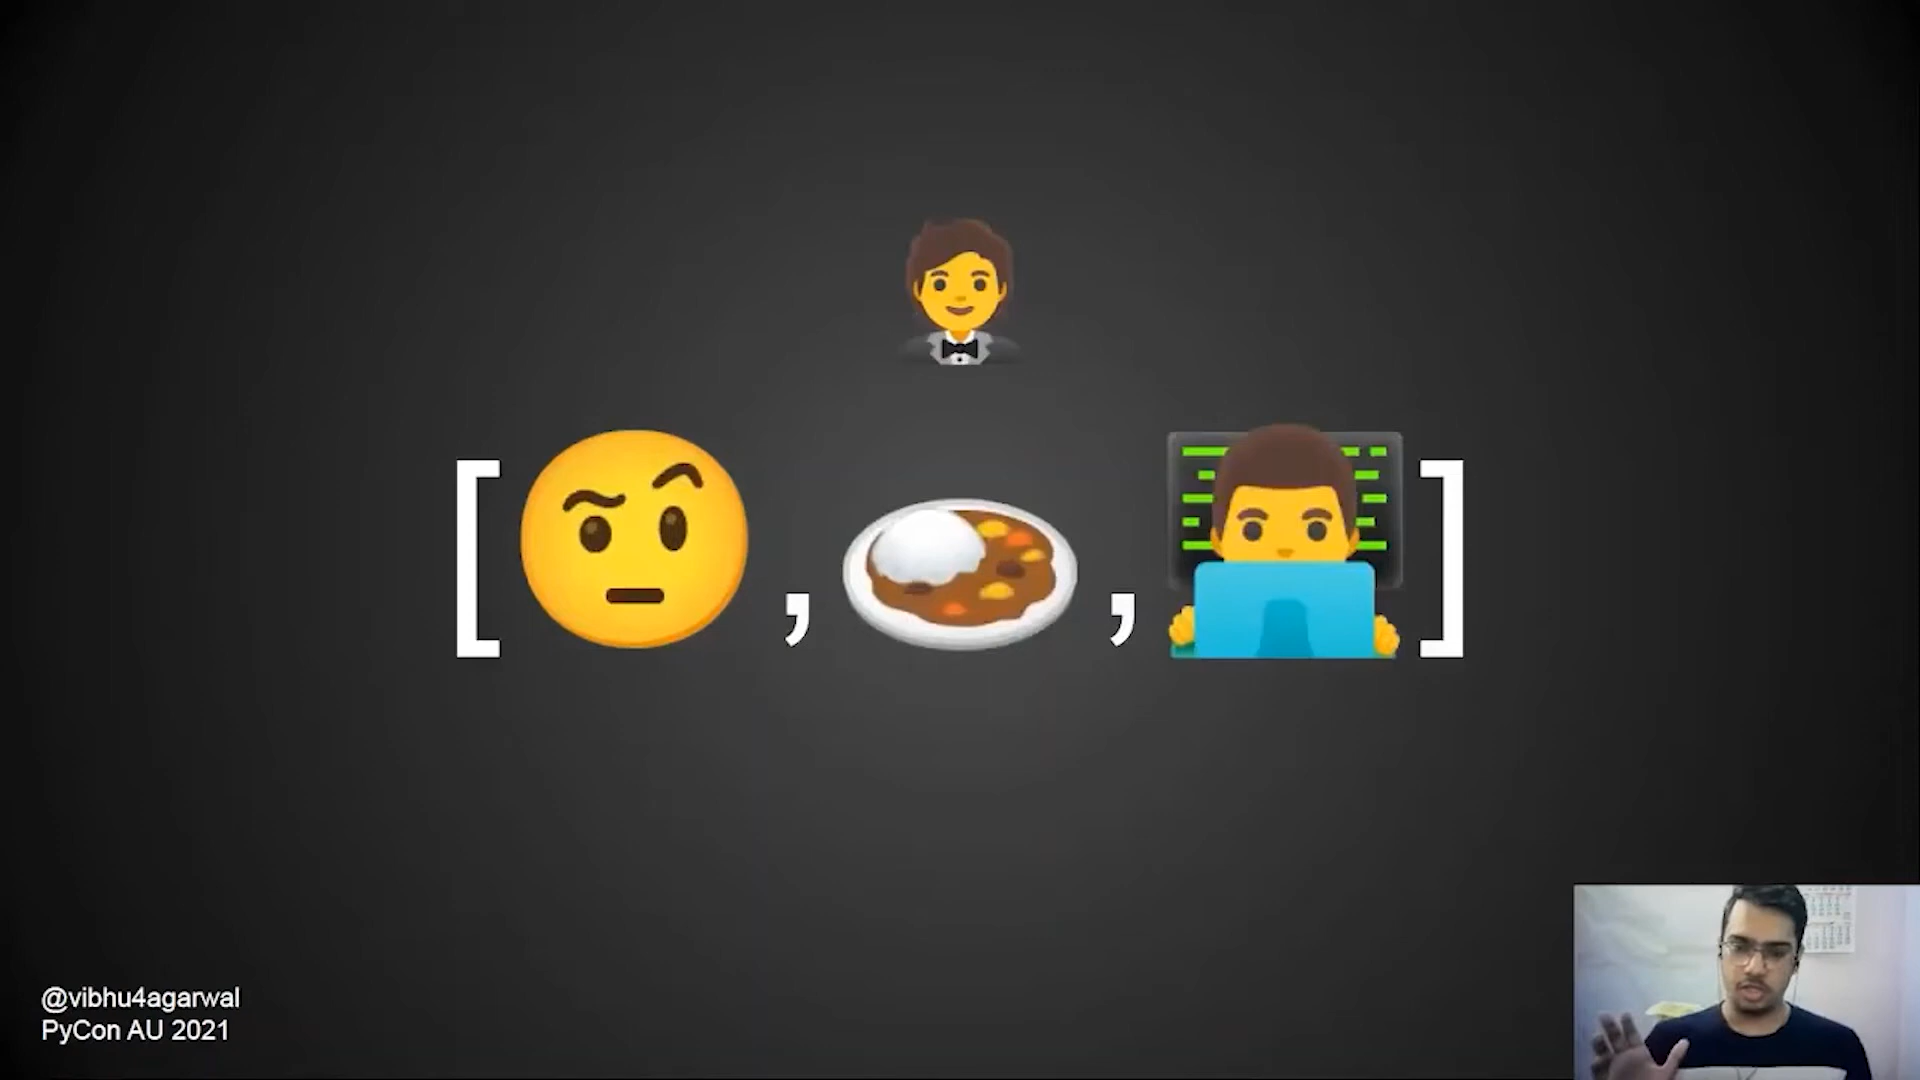 [ 🤨 , 🍛 , 👨‍💻 ]
@vibhu4agarwal
PyCon AU 2021